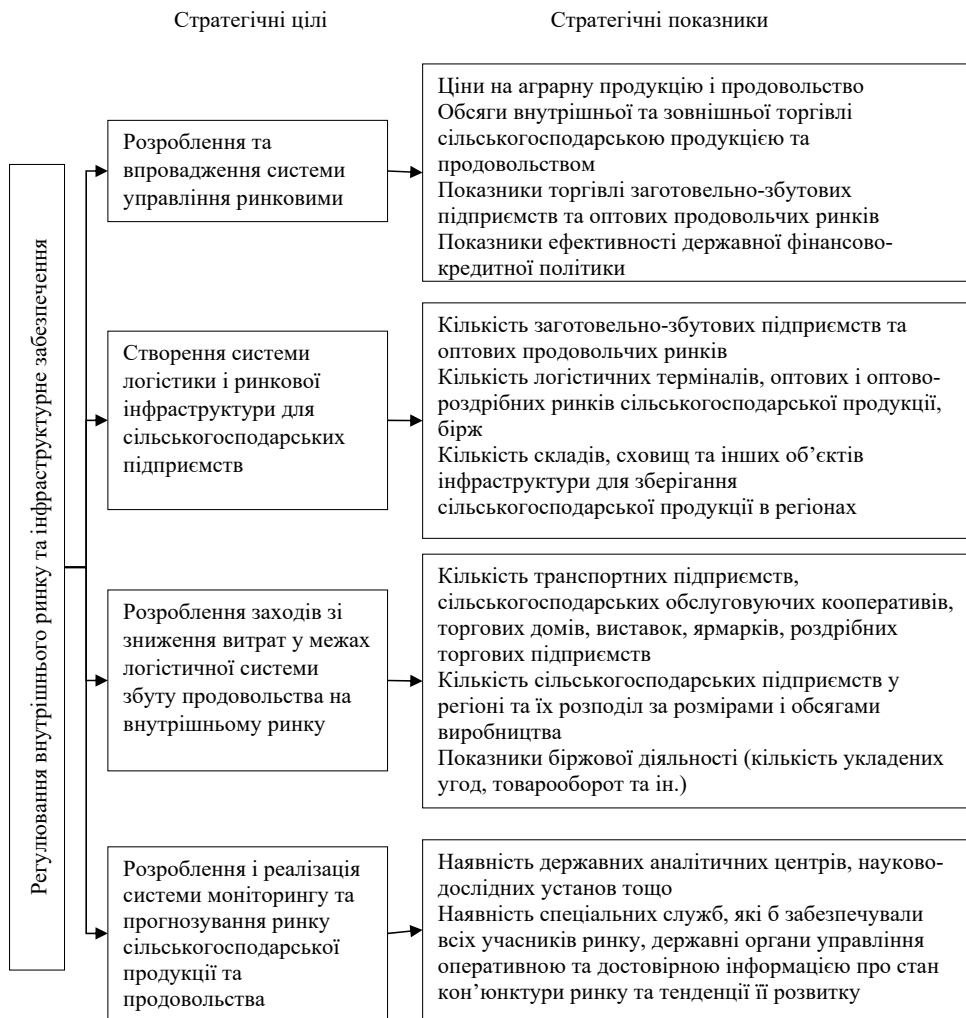 Стратегічні цілі
Стратегічні показники
Регулювання внутрішнього ринку та інфраструктурне забезпечення
Розроблення та
впровадження системи
управління ринковими
Ціни на аграрну продукцію і продовольство
Обсяги внутрішньої та зовнішньої торгівлі
сільськогосподарською продукцією та
продовольством
Показники торгівлі заготовельно-збутових
підприємств та оптових продовольчих ринків
Показники ефективності державної фінансово-
кредитної політики
Створення системи
логістики і ринкової
інфраструктури для
сільськогосподарських
підприємств
Кількість заготовельно-збутових підприємств та
оптових продовольчих ринків
Кількість логістичних терміналів, оптових і оптово-
роздрібних ринків сільськогосподарської продукції,
бірж
Кількість складів, сховищ та інших об’єктів
інфраструктури для зберігання
сільськогосподарської продукції в регіонах
Розроблення заходів зі
зниження витрат у межах
логістичної системи
збуту продовольства на
внутрішньому ринку
Кількість транспортних підприємств,
сільськогосподарських обслуговуючих кооперативів,
торгових домів, виставок, ярмарків, роздрібних
торгових підприємств
Кількість сільськогосподарських підприємств у
регіоні та їх розподіл за розмірами і обсягами
виробництва
Показники біржової діяльності (кількість укладених
угод, товарооборот та ін.)
Розроблення і реалізація
системи моніторингу та
прогнозування ринку
сільськогосподарської
продукції та
продовольства
Наявність державних аналітичних центрів, науково-
дослідних установ тощо
Наявність спеціальних служб, які б забезпечували
всіх учасників ринку, державні органи управління
оперативною та достовірною інформацією про стан
кон’юнктури ринку та тенденції її розвитку